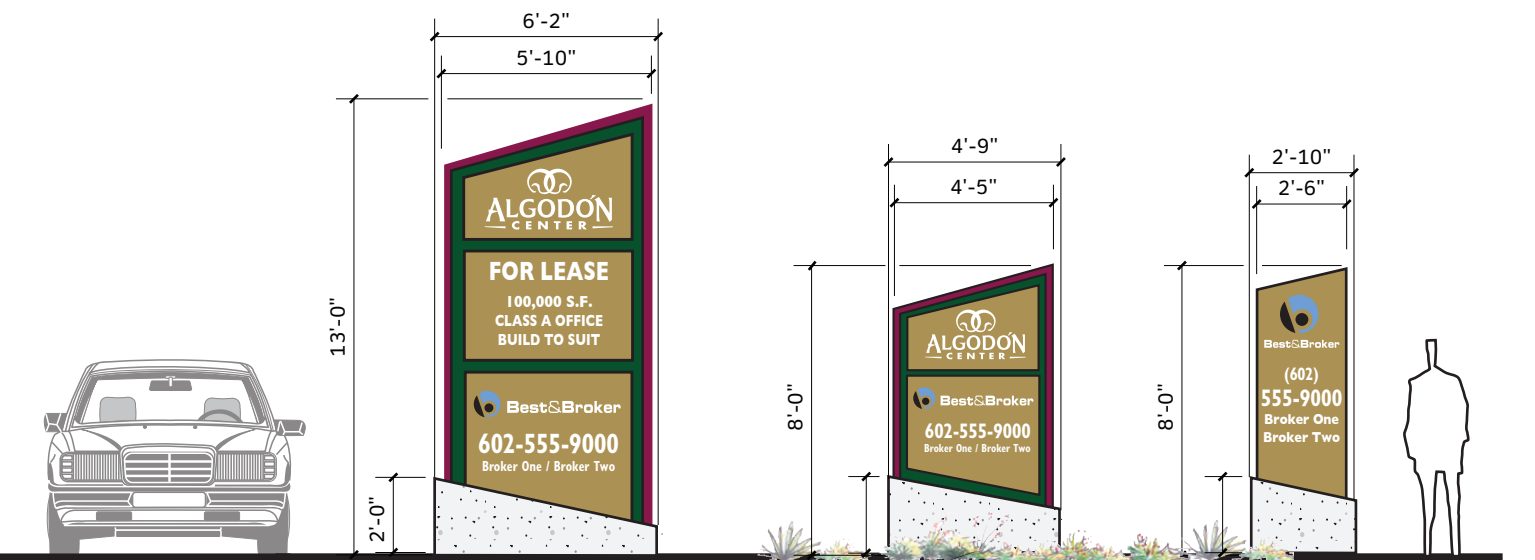 6'-2"
5'-10"
13'-0"
2'-0"
ALGODÓN
CENTER
FOR LEASE
100,000 S.F.
CLASS A OFFICE
BUILD TO SUIT
Best&Broker
602-555-9000
Broker One / Broker Two
4'-9"
4'-5"
8'-0"
ALGODÓN
CENTER
Best&Broker
602-555-9000
Broker One / Broker Two
2'-10"
2'-6"
8'-0"
Best&Broker
(602)
555-9000
Broker One
Broker Two